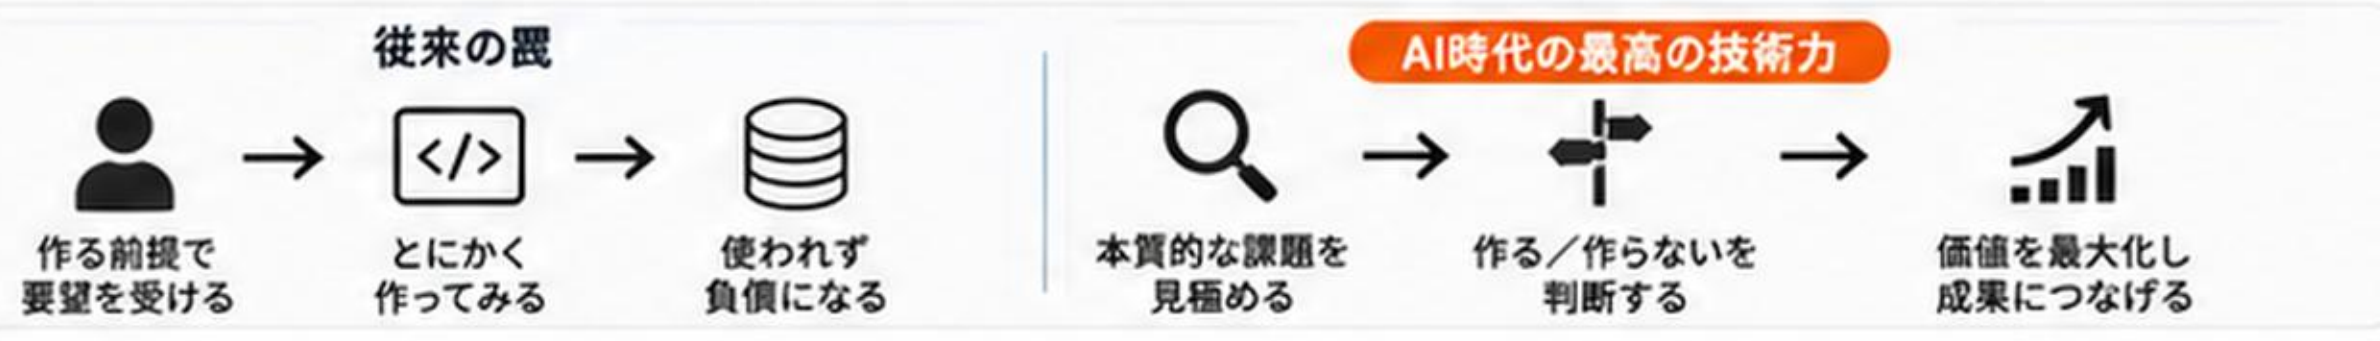 従来の罠
作る前提で
要望を受ける
</>
とにかく
作ってみる
使われず
負債になる
AI時代の最高の技術力
本質的な課題を
見極める
作る／作らないを
判断する
価値を最大化し
成果につなげる